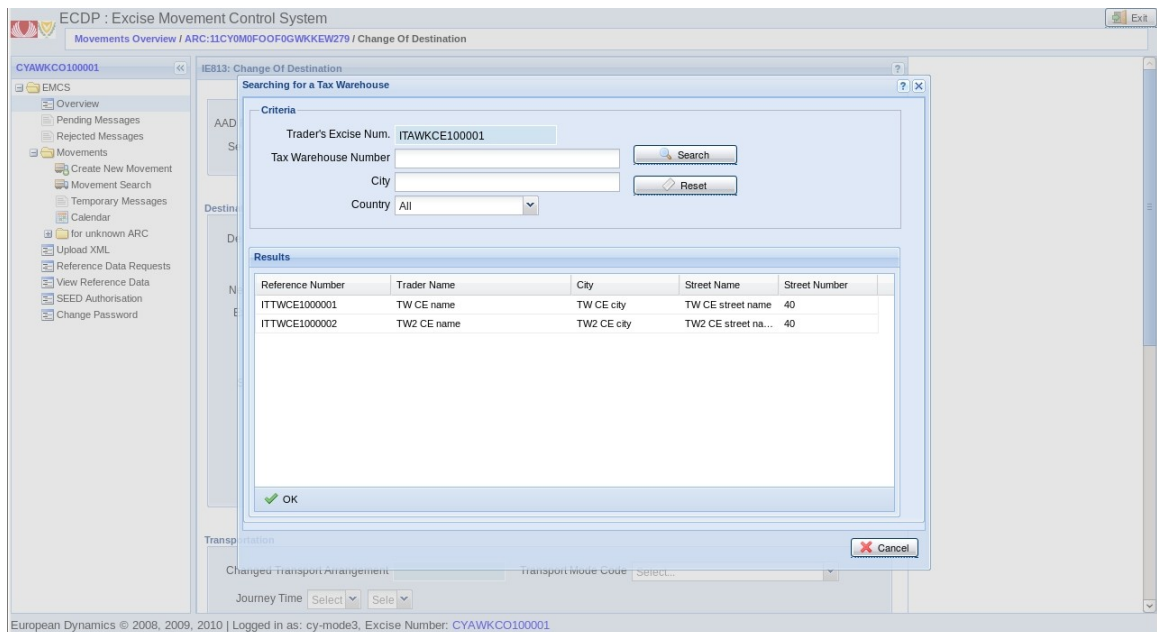 ECDP : Excise Movement Control System
Exit
Movements Overview / ARC:11CY0M0FOOF0GWKKEW279 / Change Of Destination
CYAWKCO100001
EMCS
Overview
Pending Messages
Rejected Messages
Movements
Create New Movement
Movement Search
Temporary Messages
Calendar
for unknown ARC
Upload XML
Reference Data Requests
View Reference Data
SEED Authorisation
Change Password
IE813: Change Of Destination
Searching for a Tax Warehouse
AAD
Destina
Criteria
Trader's Excise Num. ITAWKCE100001
Tax Warehouse Number
Search
City
Reset
Country All
Results
Reference Number Trader Name City Street Name Street Number
ITTWCE1000001 TW CE name TW CE city TW CE street name 40
ITTWCE1000002 TW2 CE name TW2 CE city TW2 CE street na... 40
OK
Cancel
Transportation
Changed Transport Arrangement Transport Mode Code Select...
Journey Time Select Sele
European Dynamics © 2008, 2009, 2010 | Logged in as: cy-mode3, Excise Number: CYAWKCO100001